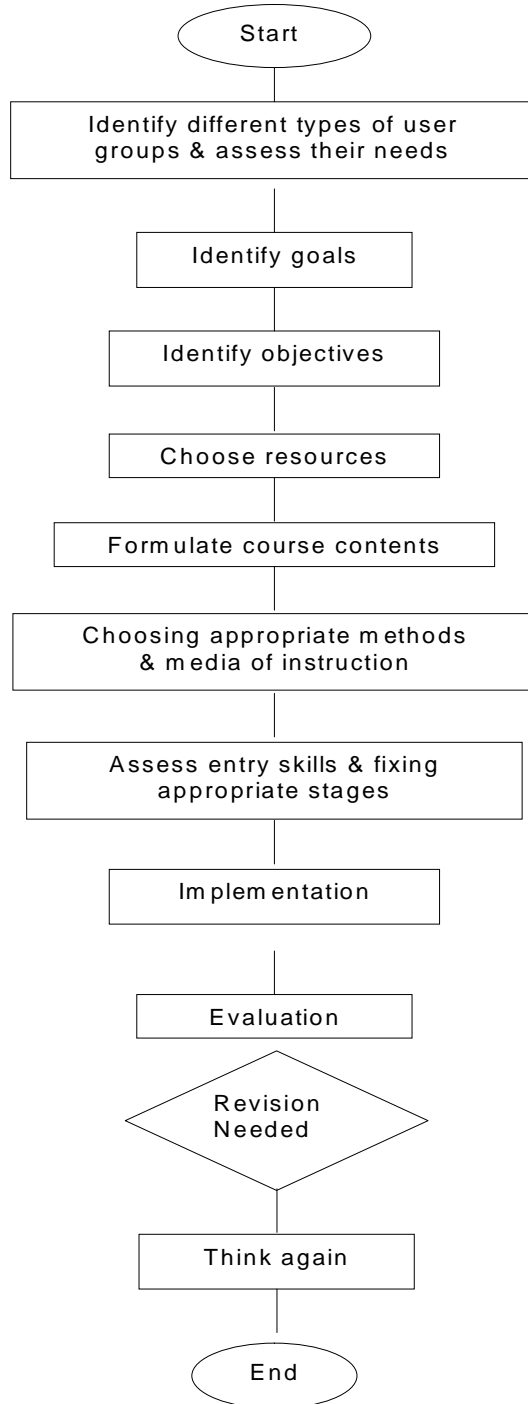 Start
Identify different types of user
groups & assess their needs
Identify goals
Identify objectives
Choose resources
Formulate course contents
Choosing appropriate methods
& media of instruction
Assess entry skills & fixing
appropriate stages
Implementation
Evaluation
Revision
Needed
Think again
End